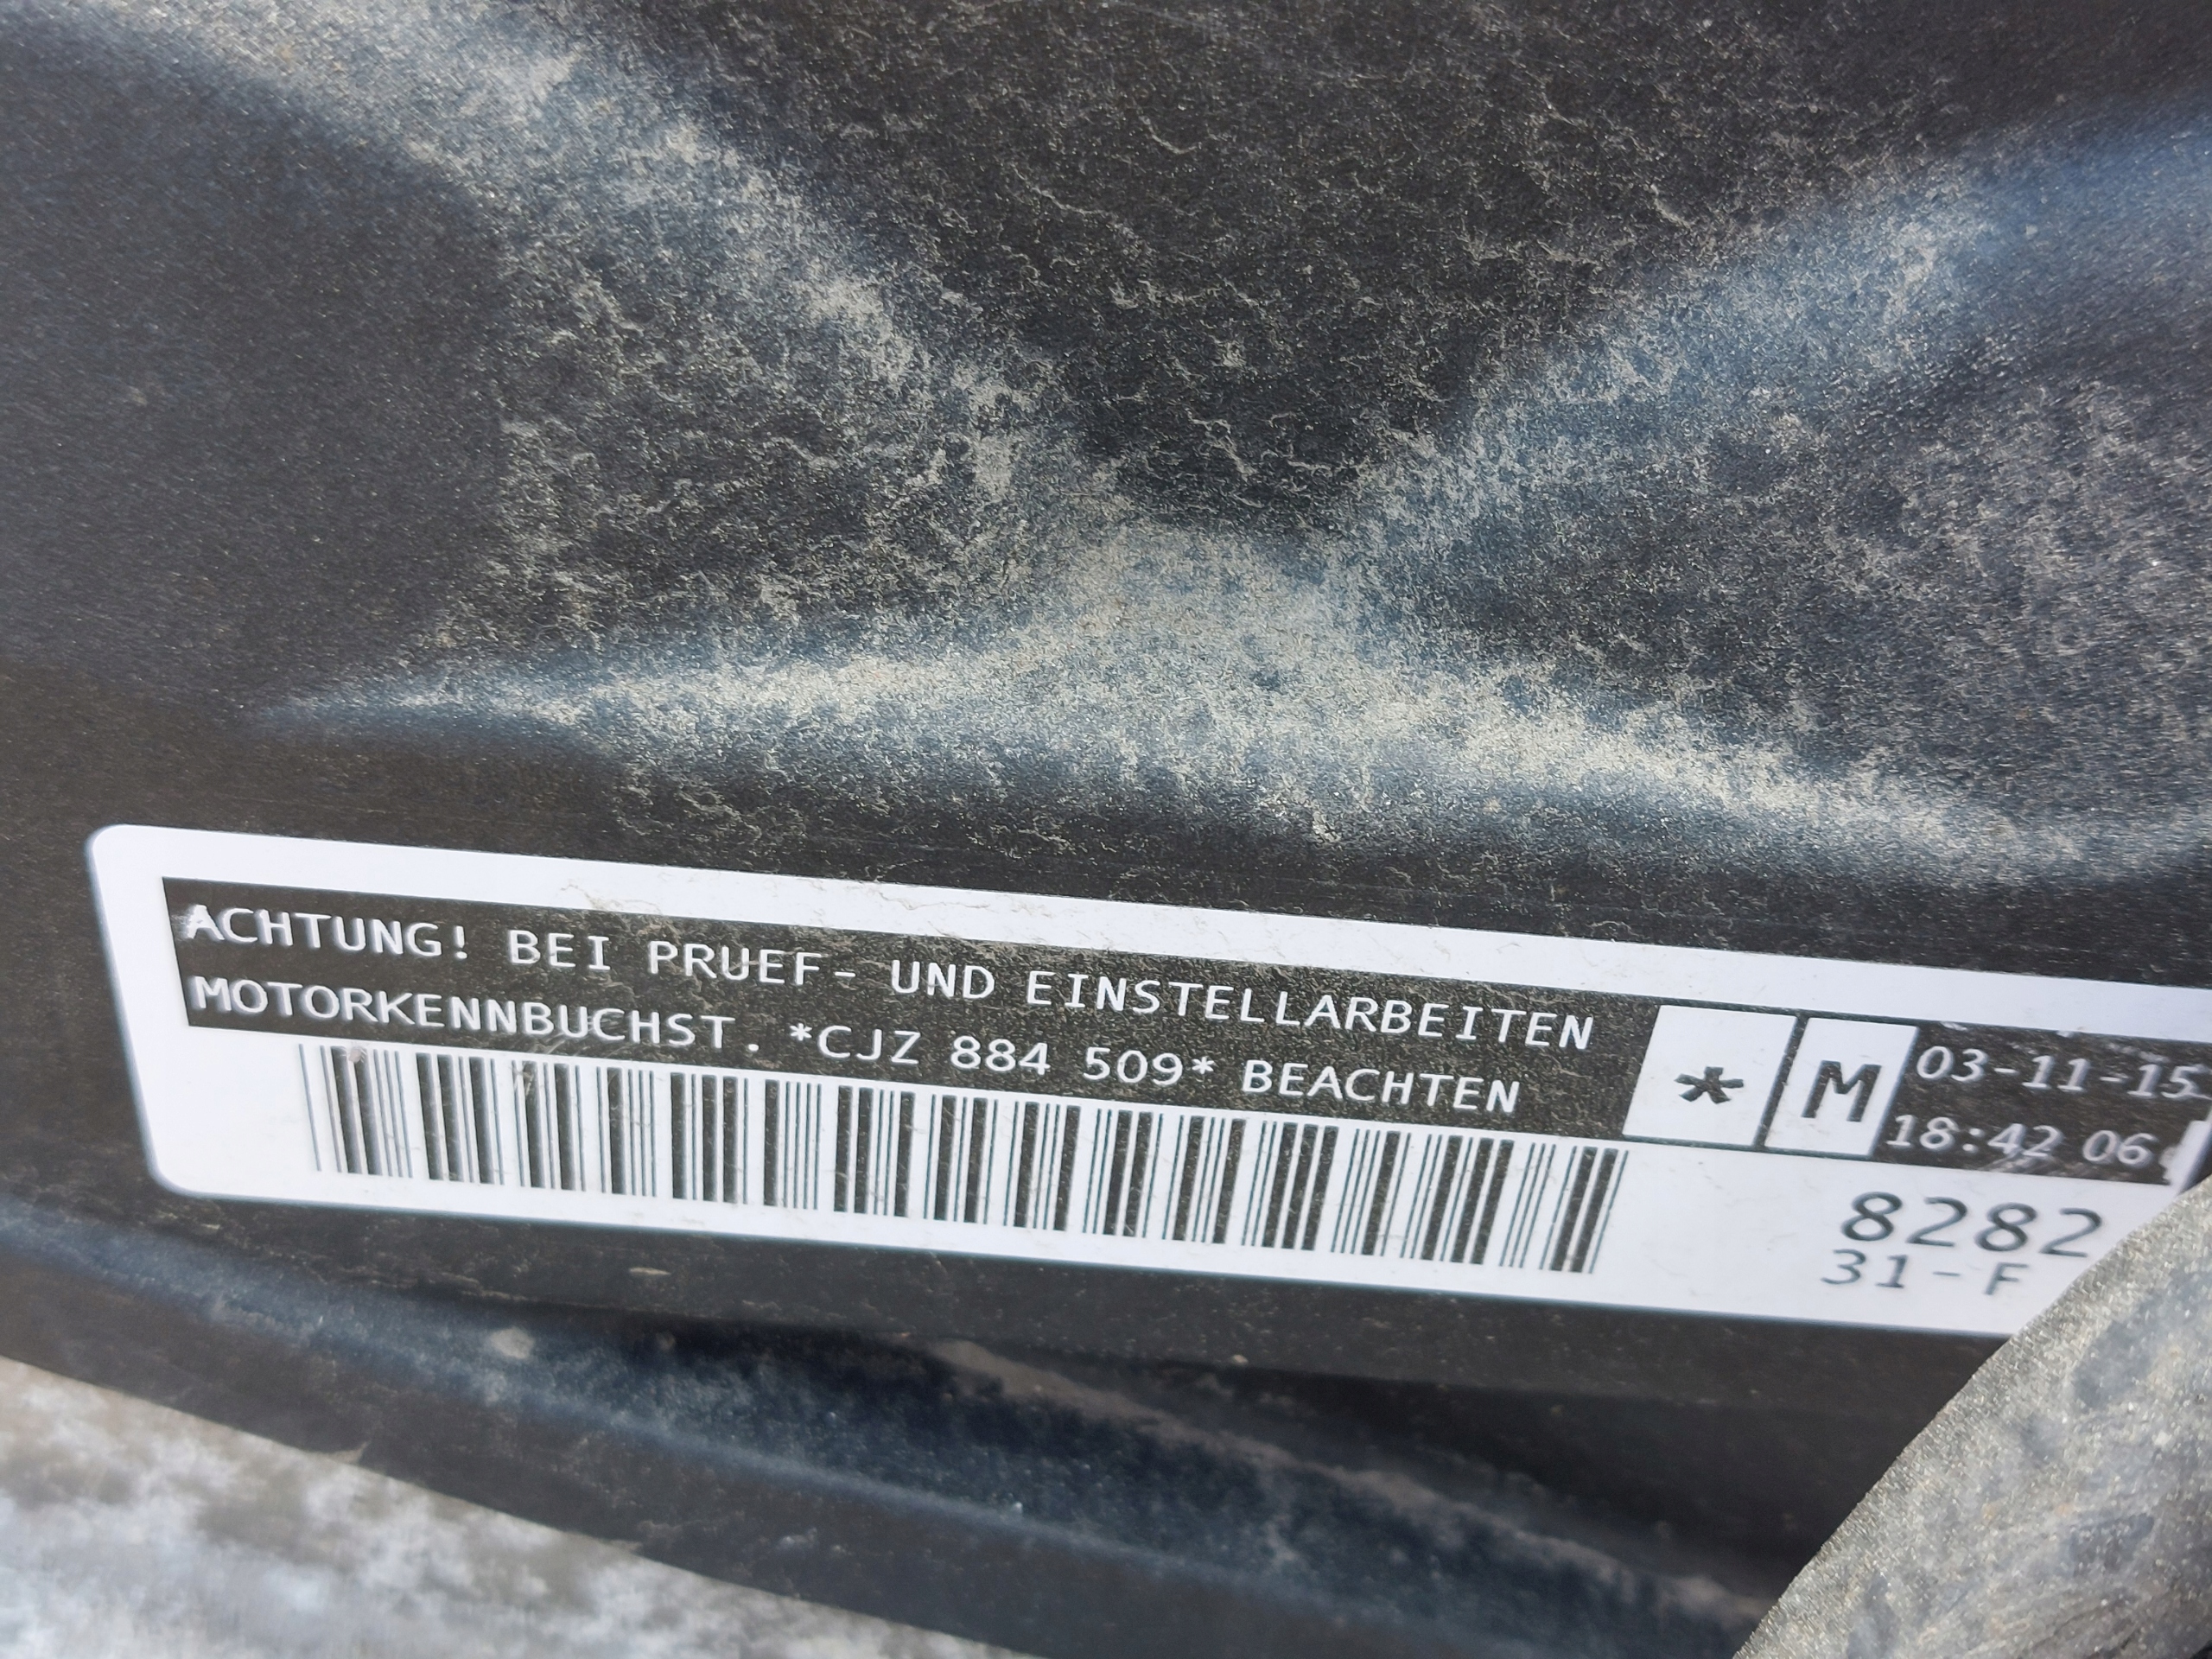 ACHTUNG! BEI PRUEF- UND EINSTELLARBEITEN
MOTORKENNBUCHST. *CJZ 884 509* BEACHTEN
* M
03-11-15
18:42 06
8282
31-F